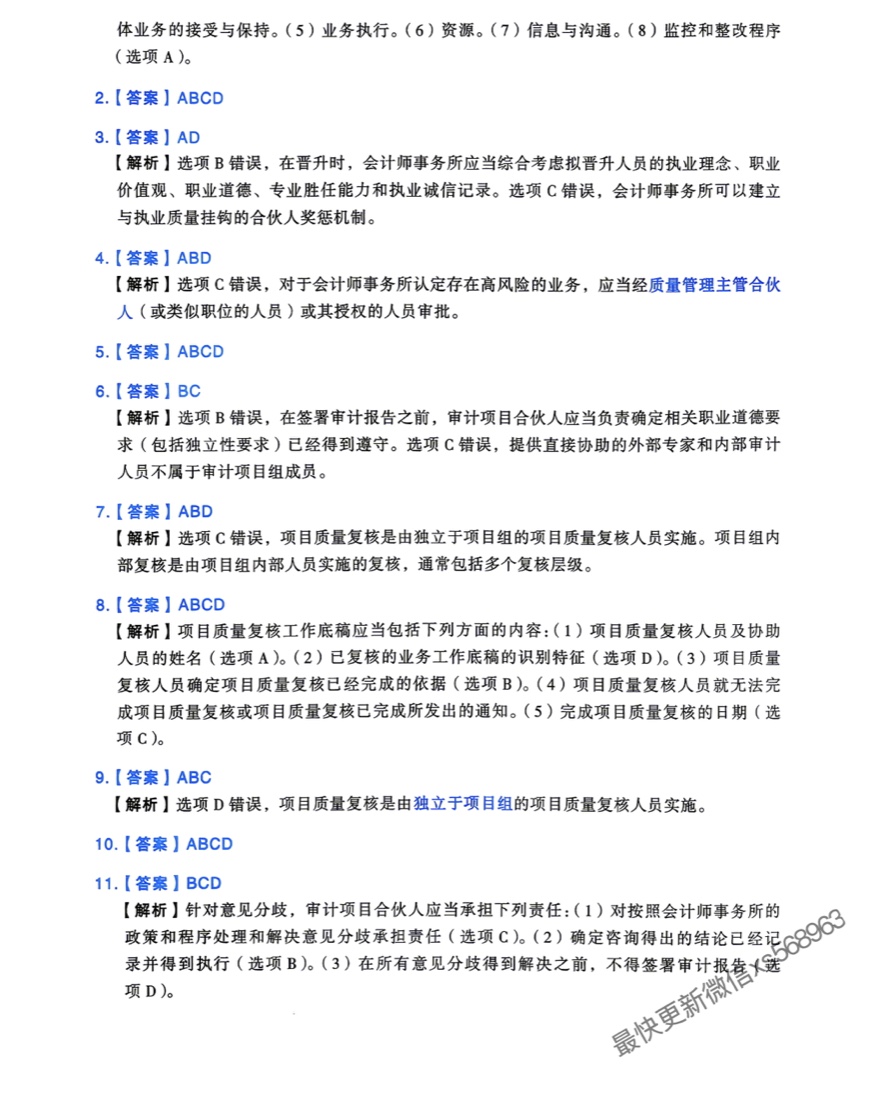 体业务的接受与保持。（5）业务执行。（6）资源。（7）信息与沟通。（8）监控和整改程序
（选项 A）。
2.【答案】ABCD
3.【答案】AD
【解析】选项 B 错误，在晋升时，会计师事务所应当综合考虑拟晋升人员的执业理念、职业
价值观、职业道德、专业胜任能力和执业诚信记录。选项 C 错误，会计师事务所可以建立
与执业质量挂钩的合伙人奖惩机制。
4.【答案】ABD
【解析】选项 C 错误，对于会计师事务所认定存在高风险的业务，应当经质量管理主管合伙
人（或类似职位的人员）或其授权的人员审批。
5.【答案】ABCD
6.【答案】BC
【解析】选项 B 错误，在签署审计报告之前，审计项目合伙人应当负责确定相关职业道德要
求（包括独立性要求）已经得到遵守。选项 C 错误，提供直接协助的外部专家和内部审计
人员不属于审计项目组成员。
7.【答案】ABD
【解析】选项 C 错误，项目质量复核是由独立于项目组的项目质量复核人员实施。项目组内
部复核是由项目组内部人员实施的复核，通常包括多个复核层级。
8.【答案】ABCD
【解析】项目质量复核工作底稿应当包括下列方面的内容：（1）项目质量复核人员及协助
人员的姓名（选项 A）。（2）已复核的业务工作底稿的识别特征（选项 D）。（3）项目质量
复核人员确定项目质量复核已经完成的依据（选项 B）。（4）项目质量复核人员就无法完
成项目质量复核或项目质量复核已完成所发出的通知。（5）完成项目质量复核的日期（选
项 C）。
9.【答案】ABC
【解析】选项 D 错误，项目质量复核是由独立于项目组的项目质量复核人员实施。
10.【答案】ABCD
11.【答案】BCD
【解析】针对意见分歧，审计项目合伙人应当承担下列责任：（1）对按照会计师事务所的
政策和程序处理和解决意见分歧承担责任（选项 C）。（2）确定咨询得出的结论已经记
录并得到执行（选项 B）。（3）在所有意见分歧得到解决之前，不得签署审计报告（选
项 D）。
最快更新微信xs568963